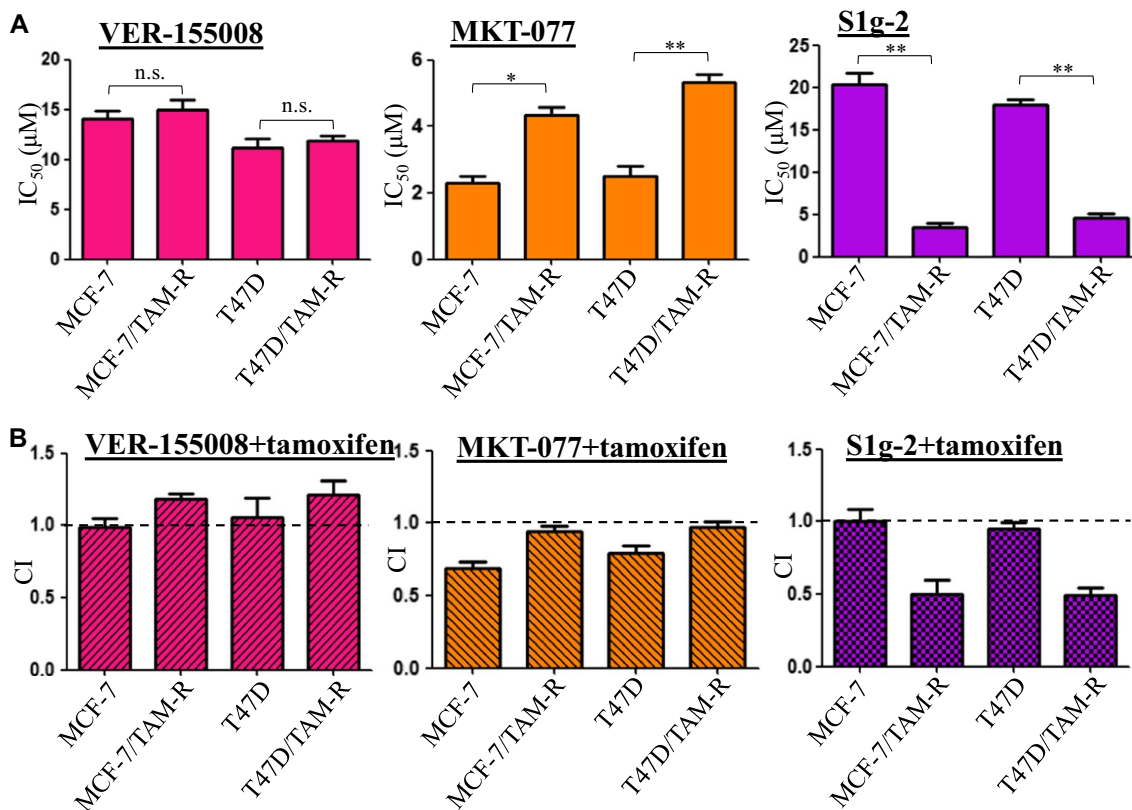 A
VER-155008
IC50 (μM)
20
15
10
5
0
n.s.
n.s.
MCF-7
MCF-7/TAM-R
T47D
T47D/TAM-R
MKT-077
IC50 (μM)
6
4
2
0
*
**
MCF-7
MCF-7/TAM-R
T47D
T47D/TAM-R
S1g-2
IC50 (μM)
25
20
15
10
5
0
**
**
MCF-7
MCF-7/TAM-R
T47D
T47D/TAM-R
B
VER-155008+tamoxifen
CI
1.5
1.0
0.5
0.0
MCF-7
MCF-7/TAM-R
T47D
T47D/TAM-R
MKT-077+tamoxifen
CI
1.5
1.0
0.5
0.0
MCF-7
MCF-7/TAM-R
T47D
T47D/TAM-R
S1g-2+tamoxifen
CI
1.5
1.0
0.5
0.0
MCF-7
MCF-7/TAM-R
T47D
T47D/TAM-R